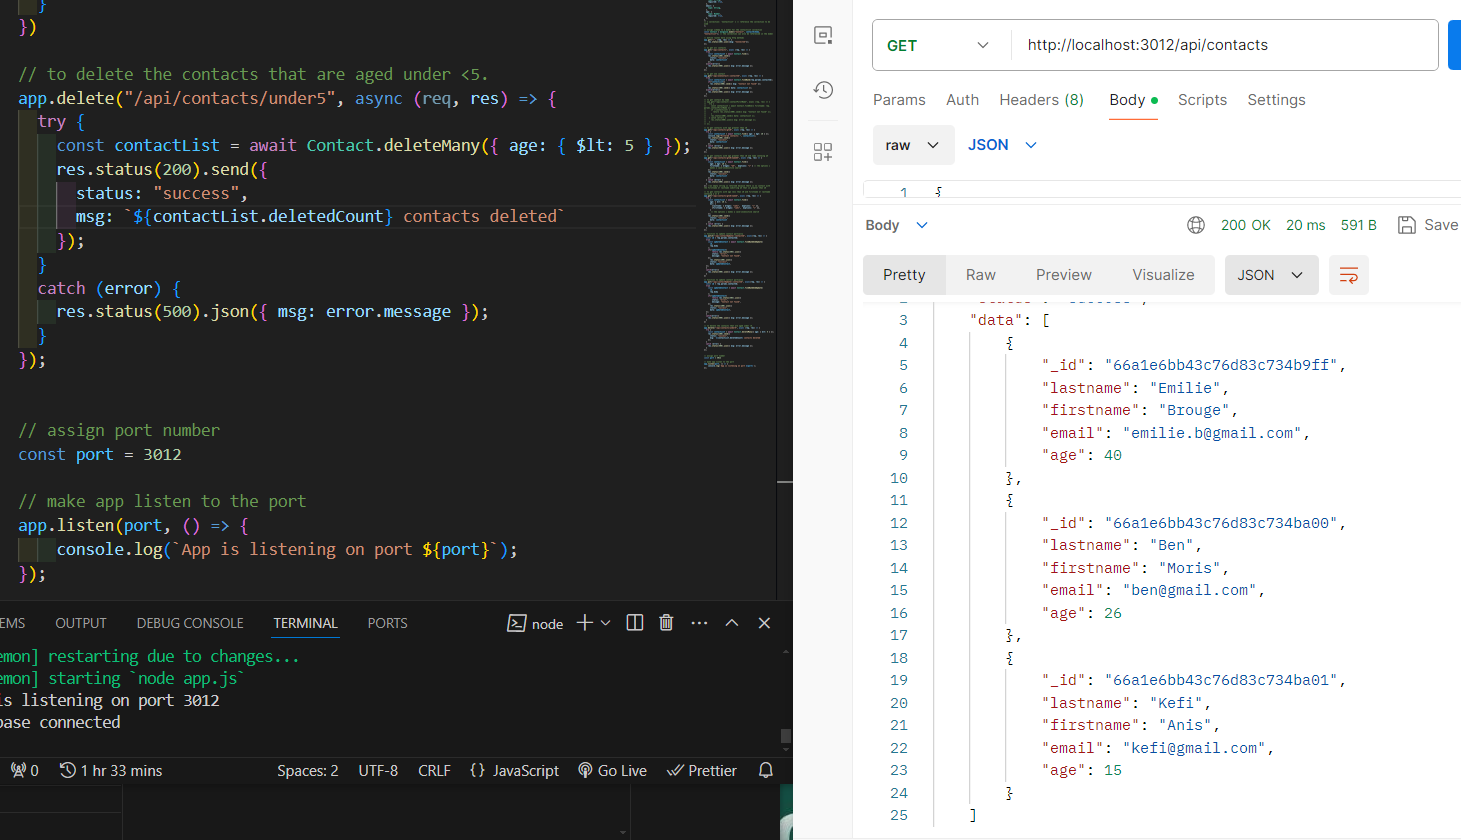 }
})
// to delete the contacts that are aged under <5.
app.delete("/api/contacts/under5", async (req, res) => {
try {
const contactList = await Contact.deleteMany({ age: { $lt: 5 } });
res.status(200).send({
status: "success",
msg: `${contactList.deletedCount} contacts deleted`
});
}
catch (error) {
res.status(500).json({ msg: error.message });
}
});
// assign port number
const port = 3012
// make app listen to the port
app.listen(port, () => {
console.log(`App is listening on port ${port}`);
});
EMS OUTPUT DEBUG CONSOLE TERMINAL PORTS node
emon] restarting due to changes...
emon] starting `node app.js`
is listening on port 3012
base connected
0 1 hr 33 mins Spaces: 2 UTF-8 CRLF {} JavaScript Go Live Prettier
GET http://localhost:3012/api/contacts
Params Auth Headers (8) Body Scripts Settings
raw JSON
1 {
Body 200 OK 20 ms 591 B Save
Pretty Raw Preview Visualize JSON
3 "data": [
4 {
5 "_id": "66a1e6bb43c76d83c734b9ff",
6 "lastname": "Emilie",
7 "firstname": "Brouge",
8 "email": "emilie.b@gmail.com",
9 "age": 40
10 },
11 {
12 "_id": "66a1e6bb43c76d83c734ba00",
13 "lastname": "Ben",
14 "firstname": "Moris",
15 "email": "ben@gmail.com",
16 "age": 26
17 },
18 {
19 "_id": "66a1e6bb43c76d83c734ba01",
20 "lastname": "Kefi",
21 "firstname": "Anis",
22 "email": "kefi@gmail.com",
23 "age": 15
24 }
25 ]